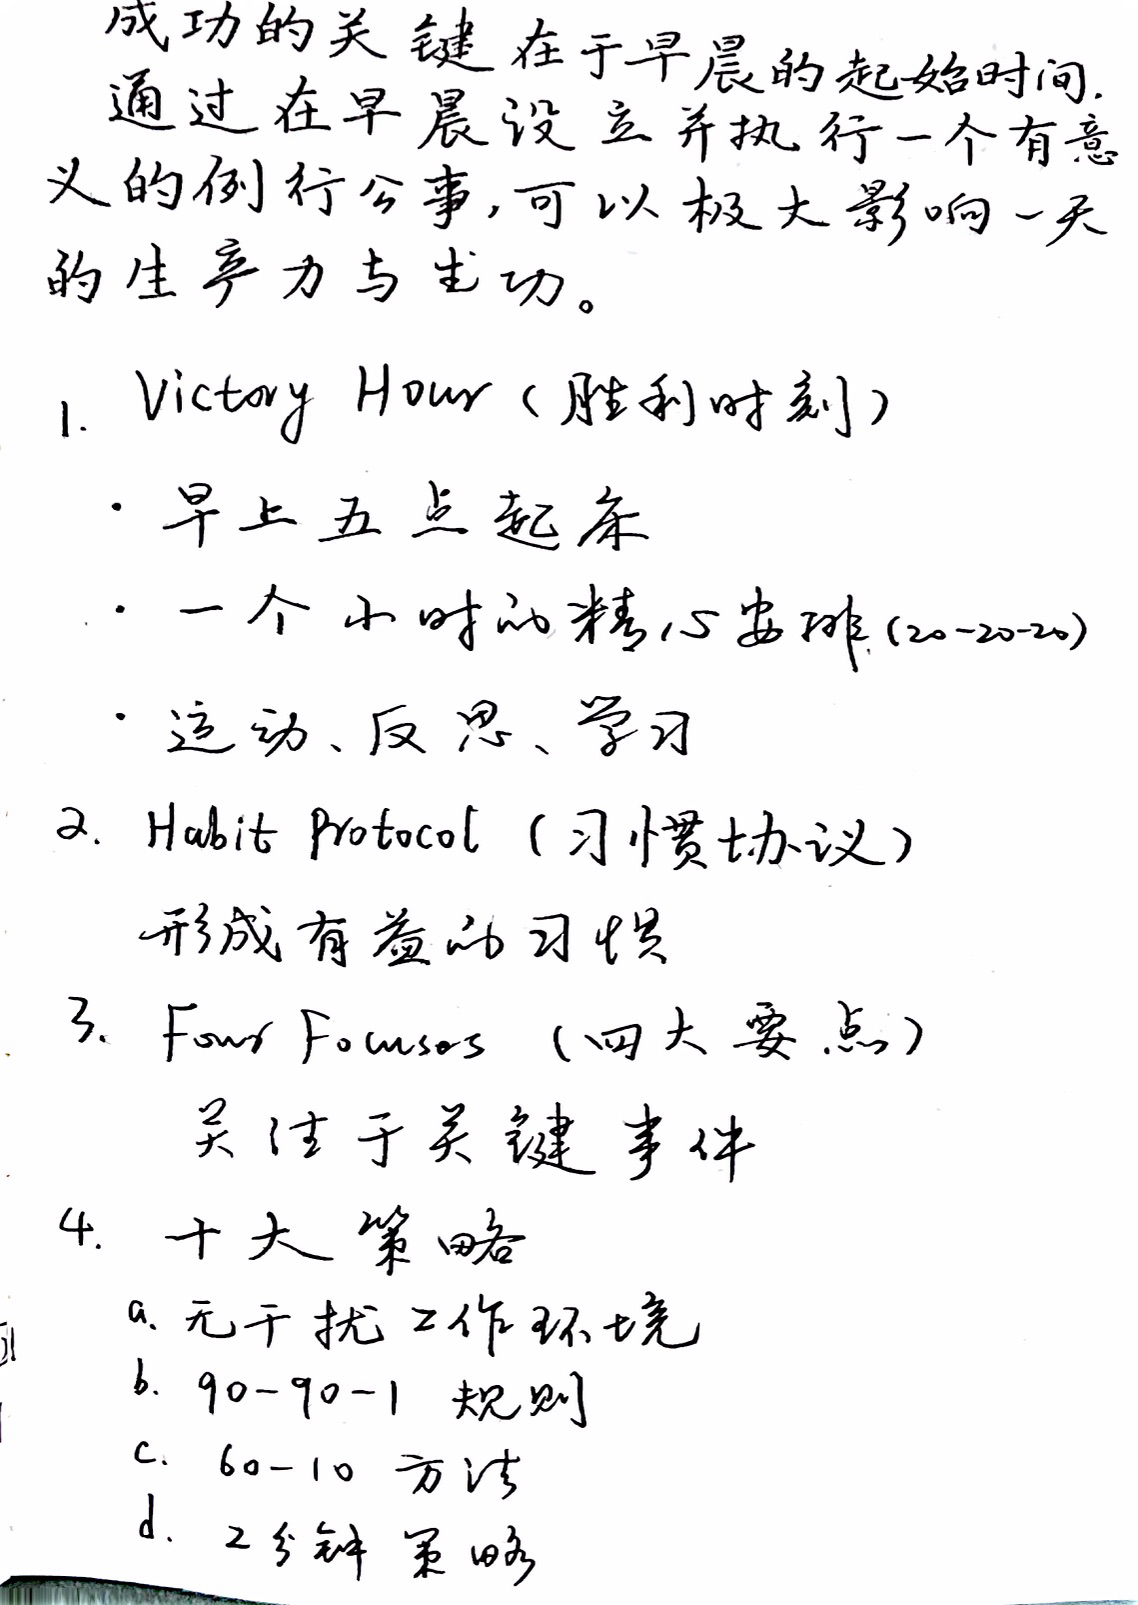 成功的关键在于早晨的起始时间.
通过在早晨设立并执行一个有意
义的例行公事,可以极大影响一天
的生产力与成功。
1. Victory Hour (胜利时刻)
· 早上五点起床
· 一个小时的精心安排 (20-20-20)
· 运动、反思、学习
2. Habit Protocol (习惯协议)
形成有益的习惯
3. Four Focuses (四大要点)
关注于关键事件
4. 十大策略
a. 无干扰工作环境
b. 90-90-1 规则
c. 60-10 方法
d. 2分钟策略